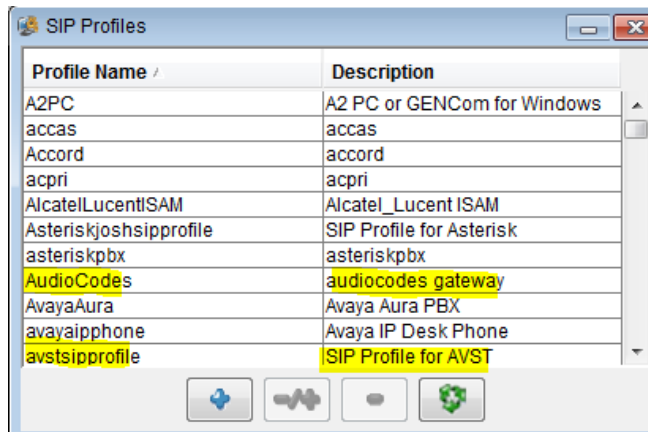 SIP Profiles
Profile Name Description
A2PC A2 PC or GENCom for Windows
accas accas
Accord accord
acpri acpri
AlcatelLucentISAM Alcatel_Lucent ISAM
Asteriskjoshsipprofile SIP Profile for Asterisk
asteriskpbx asteriskpbx
AudioCodes audiocodes gateway
AvayaAura Avaya Aura PBX
avayaipphone Avaya IP Desk Phone
avstsipprofile SIP Profile for AVST